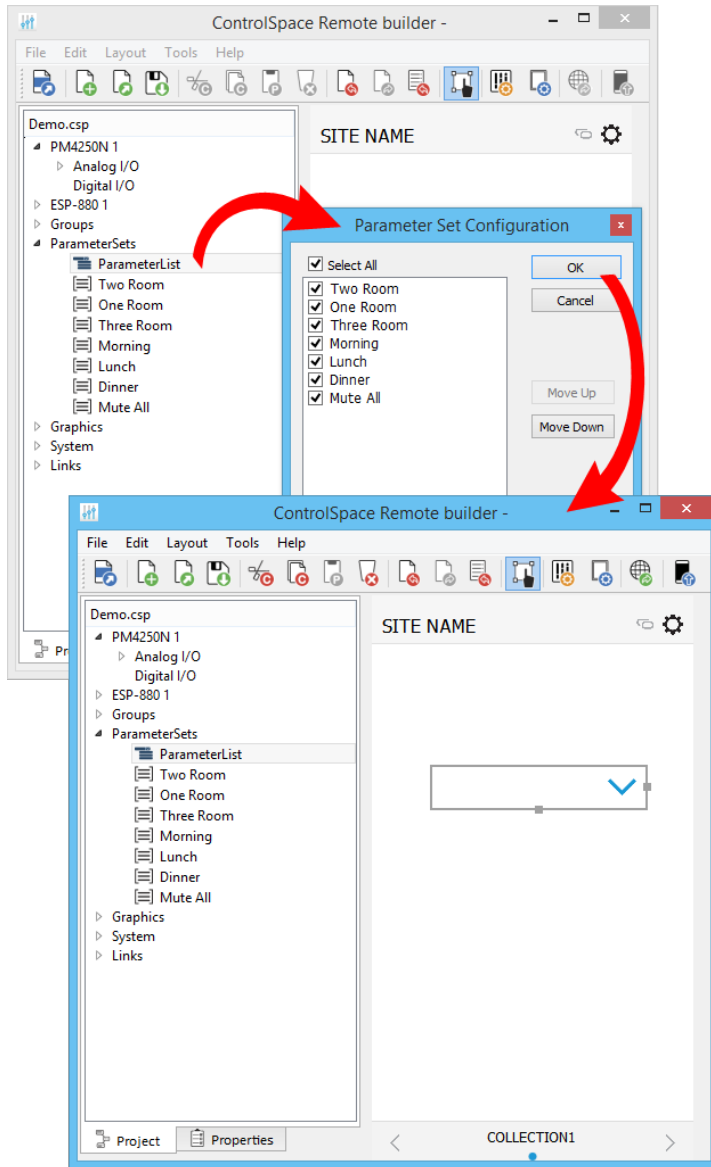 ControlSpace Remote builder -
File Edit Layout Tools Help
Demo.csp
PM4250N 1
Analog I/O
Digital I/O
ESP-880 1
Groups
ParameterSets
ParameterList
Two Room
One Room
Three Room
Morning
Lunch
Dinner
Mute All
Graphics
System
Links
SITE NAME
Parameter Set Configuration
Select All
Two Room
One Room
Three Room
Morning
Lunch
Dinner
Mute All
OK
Cancel
Move Up
Move Down
ControlSpace Remote builder -
File Edit Layout Tools Help
Demo.csp
PM4250N 1
Analog I/O
Digital I/O
ESP-880 1
Groups
ParameterSets
ParameterList
Two Room
One Room
Three Room
Morning
Lunch
Dinner
Mute All
Graphics
System
Links
Project Properties
SITE NAME
COLLECTION1